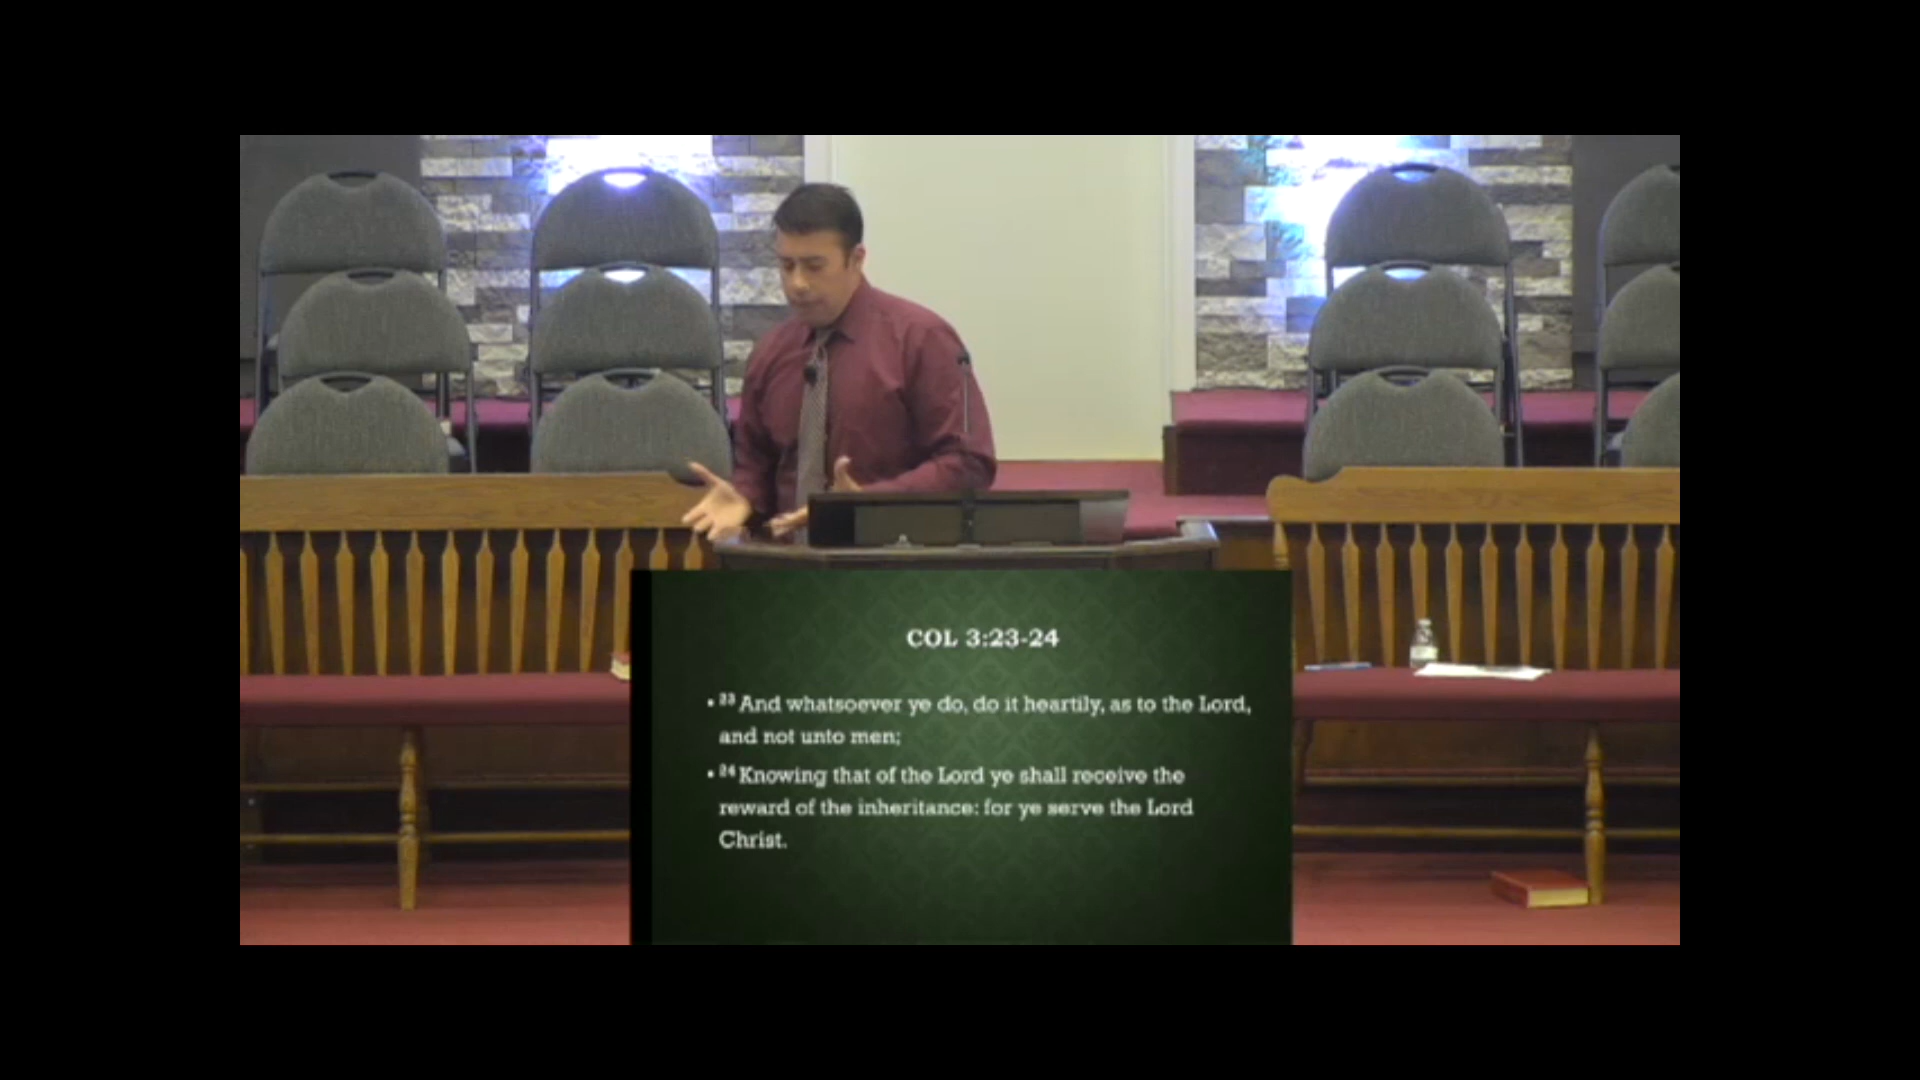 COL 3:23-24
• 23 And whatsoever ye do, do it heartily, as to the Lord,
and not unto men;
• 24 Knowing that of the Lord ye shall receive the
reward of the inheritance: for ye serve the Lord
Christ.